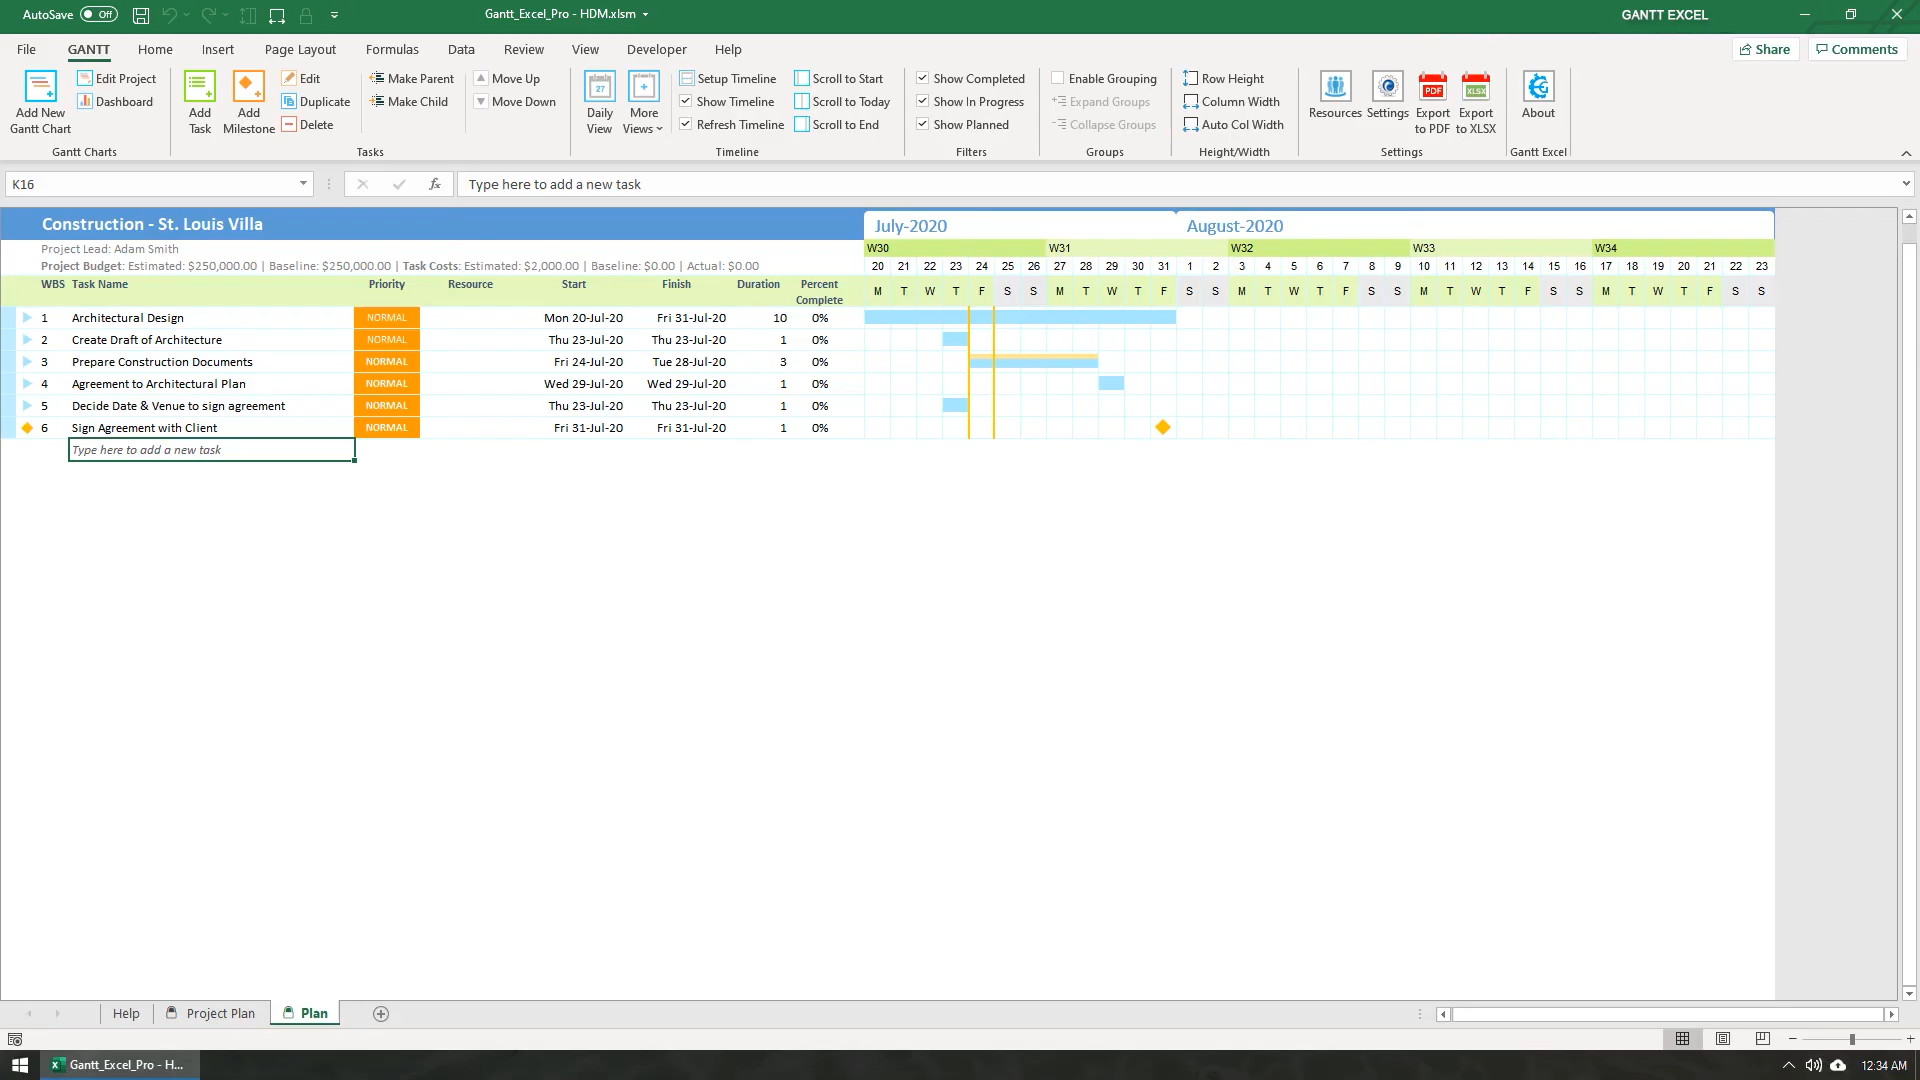 AutoSave Off
Gantt_Excel_Pro - HDM.xlsm
GANTT EXCEL
File GANTT Home Insert Page Layout Formulas Data Review View Developer Help
Share Comments
Add New Gantt Chart
Edit Project
Dashboard
Gantt Charts
Add Task
Add Milestone
Edit
Duplicate
Delete
Make Parent
Make Child
Move Up
Move Down
Tasks
27
Daily View
More Views
Setup Timeline
Show Timeline
Refresh Timeline
Scroll to Start
Scroll to Today
Scroll to End
Timeline
Show Completed
Show In Progress
Show Planned
Filters
Enable Grouping
Expand Groups
Collapse Groups
Groups
Row Height
Column Width
Auto Col Width
Height/Width
Resources
Settings
PDF
Export to PDF
XLSX
Export to XLSX
Settings
About
Gantt Excel
K16
fx
Type here to add a new task
Construction - St. Louis Villa
July-2020 August-2020
Project Lead: Adam Smith
W30 W31 W32 W33 W34
Project Budget: Estimated: $250,000.00 | Baseline: $250,000.00 | Task Costs: Estimated: $2,000.00 | Baseline: $0.00 | Actual: $0.00
20 21 22 23 24 25 26 27 28 29 30 31 1 2 3 4 5 6 7 8 9 10 11 12 13 14 15 16 17 18 19 20 21 22 23
WBS Task Name Priority Resource Start Finish Duration Percent Complete
M T W T F S S M T W T F S S M T W T F S S M T W T F S S M T W T F S S
1 Architectural Design NORMAL Mon 20-Jul-20 Fri 31-Jul-20 10 0%
2 Create Draft of Architecture NORMAL Thu 23-Jul-20 Thu 23-Jul-20 1 0%
3 Prepare Construction Documents NORMAL Fri 24-Jul-20 Tue 28-Jul-20 3 0%
4 Agreement to Architectural Plan NORMAL Wed 29-Jul-20 Wed 29-Jul-20 1 0%
5 Decide Date & Venue to sign agreement NORMAL Thu 23-Jul-20 Thu 23-Jul-20 1 0%
6 Sign Agreement with Client NORMAL Fri 31-Jul-20 Fri 31-Jul-20 1 0%
Type here to add a new task
Help Project Plan Plan
Gantt_Excel_Pro - H...
12:34 AM